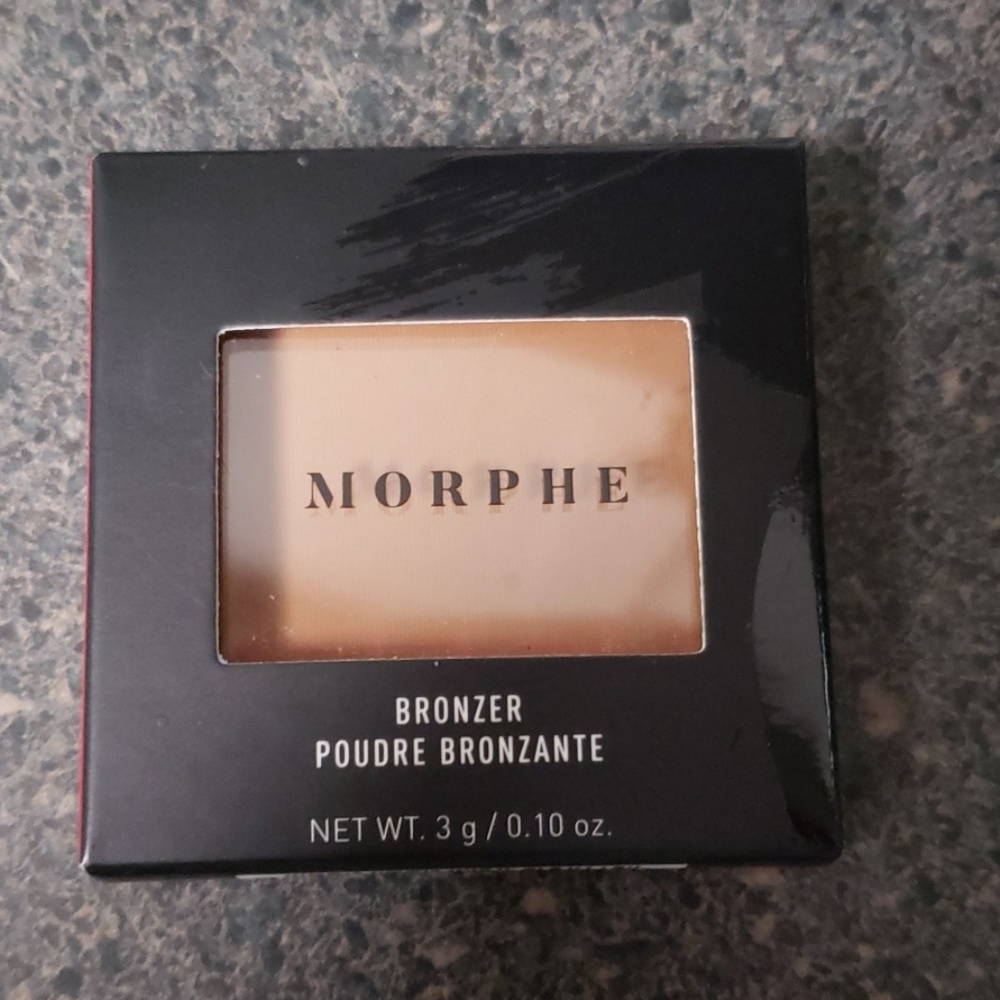 MORPHE
BRONZER
POUDRE BRONZANTE
NET WT. 3 g / 0.10 oz.